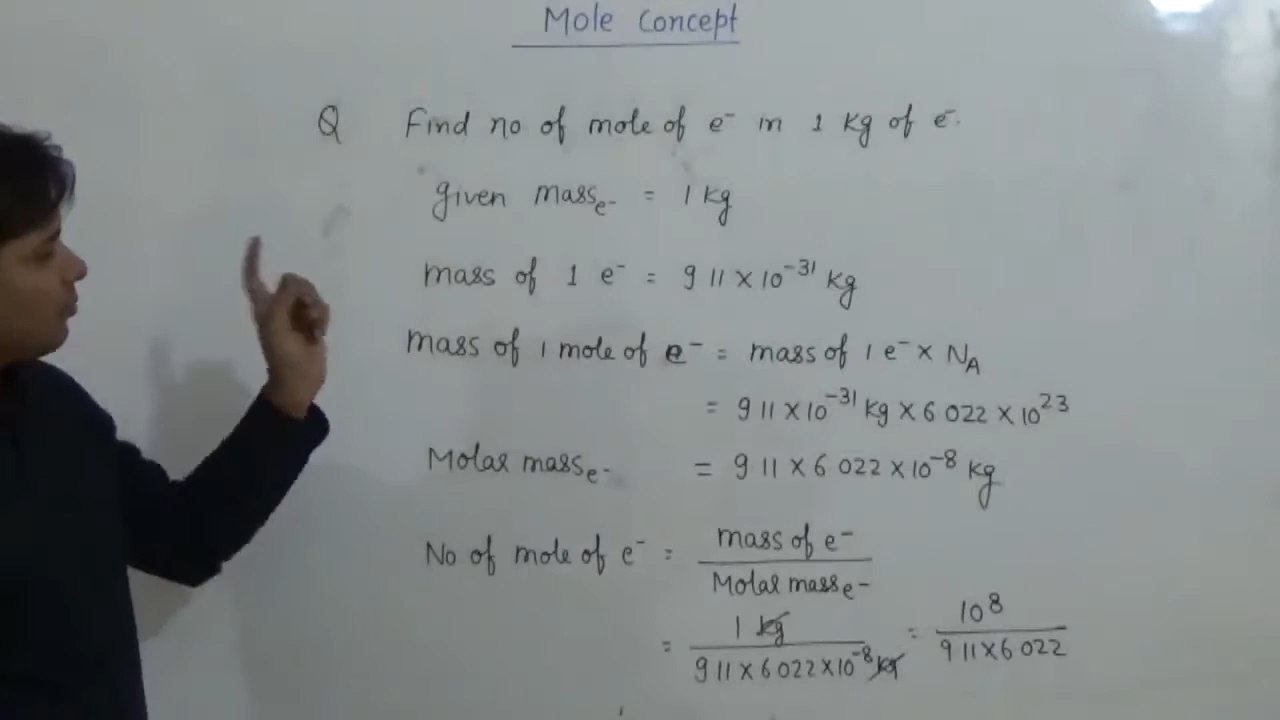 Mole Concept
Q Find no of mole of e⁻ in 1 kg of e⁻.
given mass e⁻ = 1 kg
mass of 1 e⁻ = 9 11 × 10⁻³¹ kg
mass of 1 mole of e⁻ = mass of 1 e⁻ × N_A
= 9 11 × 10⁻³¹ kg × 6 022 × 10²³
Molar mass e⁻ = 9 11 × 6 022 × 10⁻⁸ kg
No of mole of e⁻ = mass of e⁻ / Molar mass e⁻
= 1 kg / 9 11 × 6 022 × 10⁻⁸ kg = 10⁸ / 9 11 × 6 022